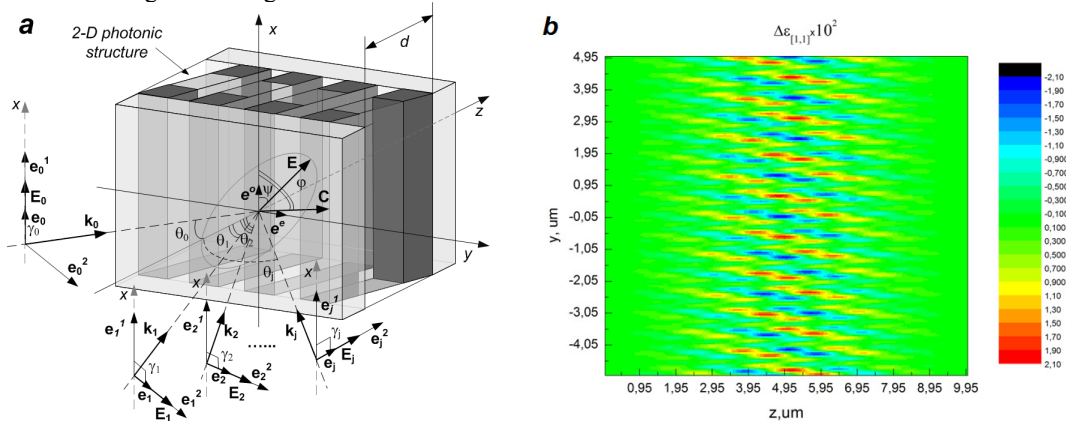 a
2-D photonic
structure
x
d
z
x
e₀¹
E₀
e₀
γ₀
k₀
e₀²
E
eᵒ
ψ
φ
C
eᵉ
θ₀
θ₁
θ₂
θⱼ
y
x
x
x
e₁¹
k₁
e₂¹
k₂
......
kⱼ
eⱼ¹
γ₁
γ₂
γⱼ
eⱼ²
e₁
E₁
e₁²
e₂
E₂
e₂²
eⱼ
Eⱼ
b
Δε[1,1]x10²
4,95
3,95
2,95
1,95
0,95
-0,05
-1,05
-2,05
-3,05
-4,05
y, um
0,95 1,95 2,95 3,95 4,95 5,95 6,95 7,95 8,95 9,95
z,um
-2,10
-1,90
-1,70
-1,50
-1,30
-1,10
-0,900
-0,700
-0,500
-0,300
-0,100
0,100
0,300
0,500
0,700
0,900
1,10
1,30
1,50
1,70
1,90
2,10